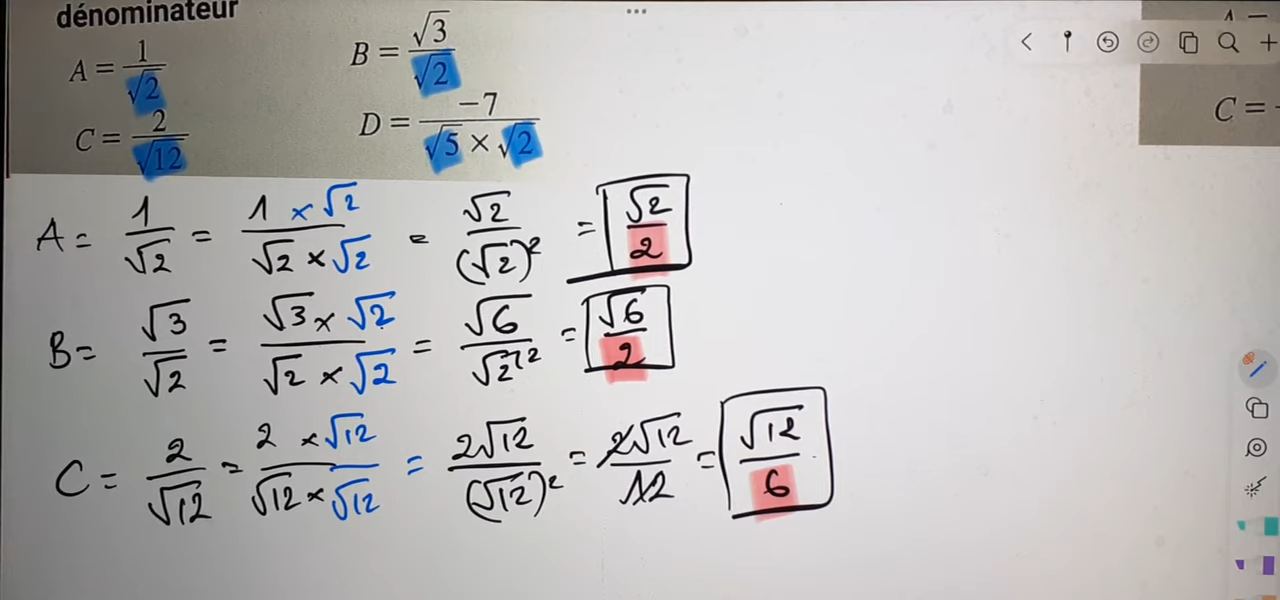 dénominateur
A = 1/√2 B = √3/√2
C = 2/√12 D = -7/(√5 × √2)
C =
A = 1/√2 = (1 × √2)/(√2 × √2) = √2/(√2)² = √2/2
B = √3/√2 = (√3 × √2)/(√2 × √2) = √6/√2² = √6/2
C = 2/√12 = (2 × √12)/(√12 × √12) = 2√12/(√12)² = 2√12/12 = √12/6